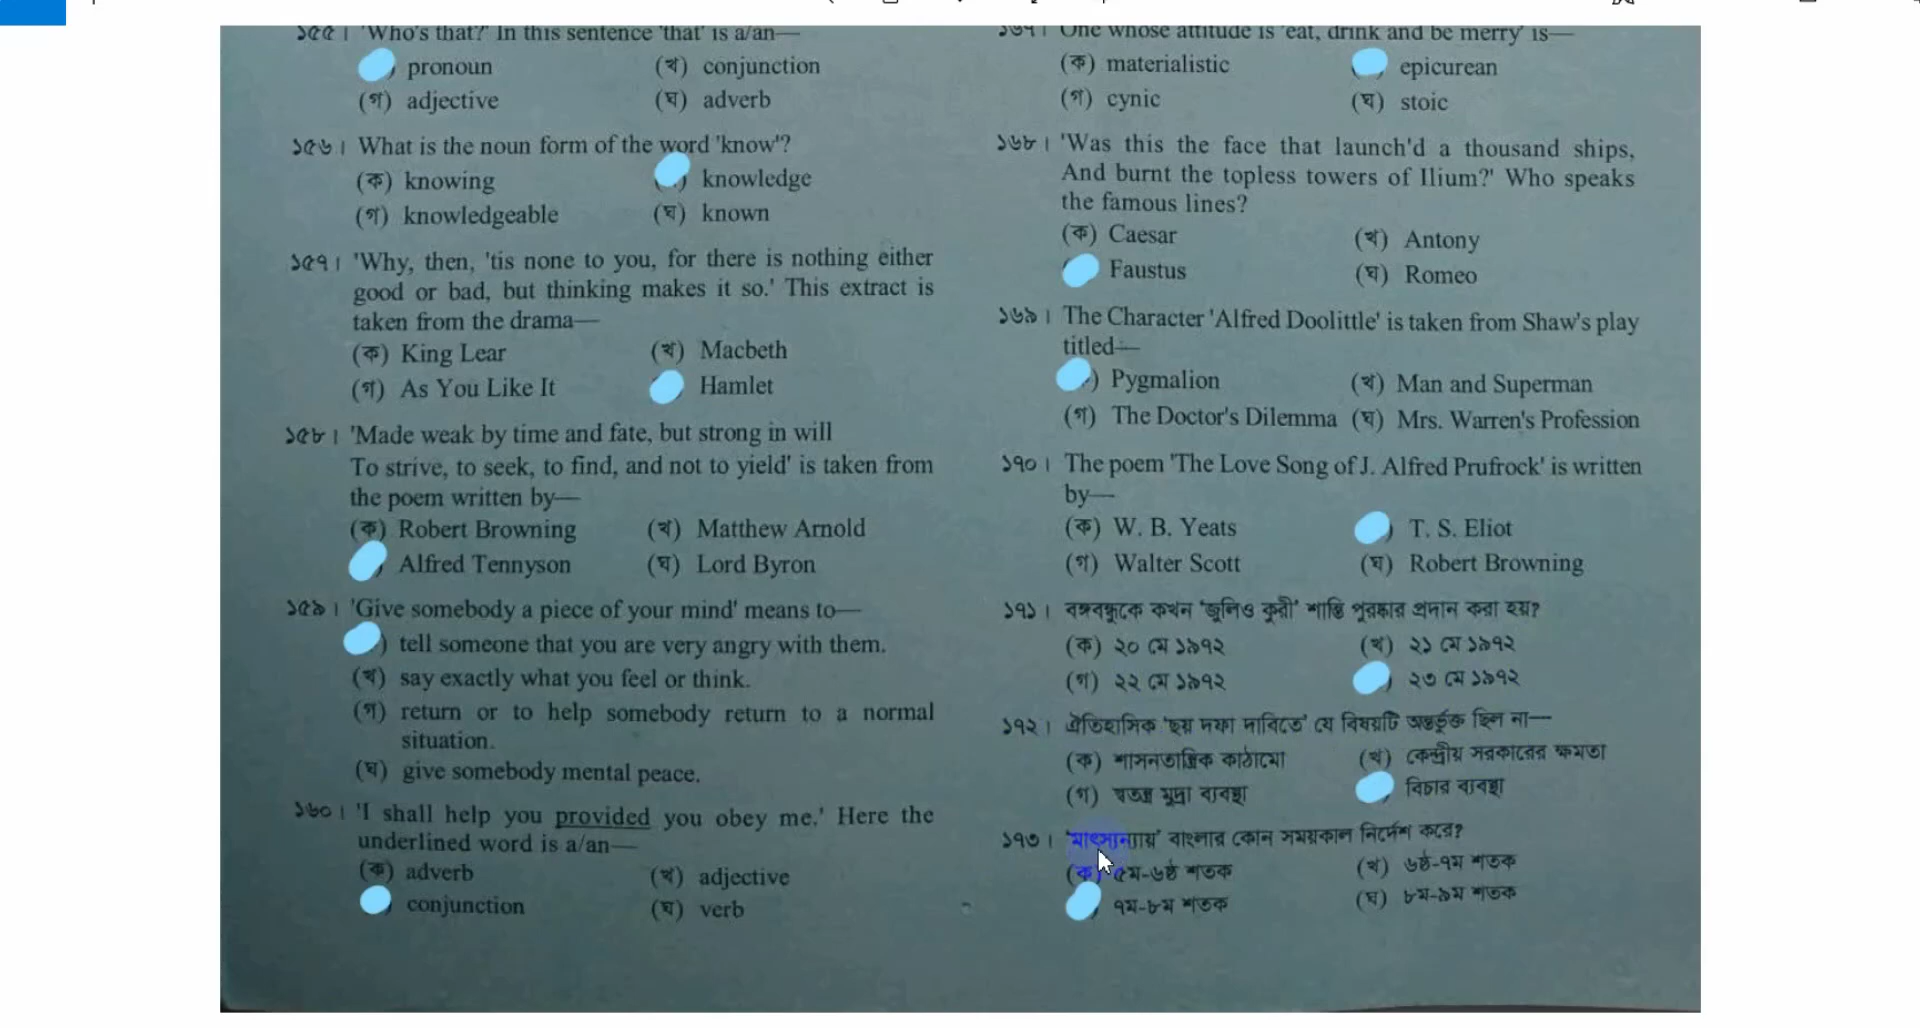 ১৫৫। 'Who's that?' In this sentence 'that' is a/an—
) pronoun (খ) conjunction
(গ) adjective (ঘ) adverb
১৫৬। What is the noun form of the word 'know'?
(ক) knowing ) knowledge
(গ) knowledgeable (ঘ) known
১৫৭। 'Why, then, 'tis none to you, for there is nothing either
good or bad, but thinking makes it so.' This extract is
taken from the drama—
(ক) King Lear (খ) Macbeth
(গ) As You Like It Hamlet
১৫৮। 'Made weak by time and fate, but strong in will
To strive, to seek, to find, and not to yield' is taken from
the poem written by—
(ক) Robert Browning (খ) Matthew Arnold
) Alfred Tennyson (ঘ) Lord Byron
১৫৯। 'Give somebody a piece of your mind' means to—
) tell someone that you are very angry with them.
(খ) say exactly what you feel or think.
(গ) return or to help somebody return to a normal
situation.
(ঘ) give somebody mental peace.
১৬০। 'I shall help you provided you obey me.' Here the
underlined word is a/an—
(ক) adverb (খ) adjective
conjunction (ঘ) verb
১৬৭। One whose attitude is 'eat, drink and be merry' is—
(ক) materialistic epicurean
(গ) cynic (ঘ) stoic
১৬৮। 'Was this the face that launch'd a thousand ships,
And burnt the topless towers of Ilium?' Who speaks
the famous lines?
(ক) Caesar (খ) Antony
Faustus (ঘ) Romeo
১৬৯। The Character 'Alfred Doolittle' is taken from Shaw's play
titled—
) Pygmalion (খ) Man and Superman
(গ) The Doctor's Dilemma (ঘ) Mrs. Warren's Profession
১৭০। The poem 'The Love Song of J. Alfred Prufrock' is written
by—
(ক) W. B. Yeats ) T. S. Eliot
(গ) Walter Scott (ঘ) Robert Browning
১৭১। বঙ্গবন্ধুকে কখন 'জুলিও কুরী' শান্তি পুরস্কার প্রদান করা হয়?
(ক) ২০ মে ১৯৭২ (খ) ২১ মে ১৯৭২
(গ) ২২ মে ১৯৭২ ) ২৩ মে ১৯৭২
১৭২। ঐতিহাসিক 'ছয় দফা দাবিতে' যে বিষয়টি অন্তর্ভুক্ত ছিল না—
(ক) শাসনতান্ত্রিক কাঠামো (খ) কেন্দ্রীয় সরকারের ক্ষমতা
(গ) স্বতন্ত্র মুদ্রা ব্যবস্থা ) বিচার ব্যবস্থা
১৭৩। 'মাৎস্যন্যায়' বাংলার কোন সময়কাল নির্দেশ করে?
(ক) ৫ম-৬ষ্ঠ শতক (খ) ৬ষ্ঠ-৭ম শতক
) ৭ম-৮ম শতক (ঘ) ৮ম-৯ম শতক